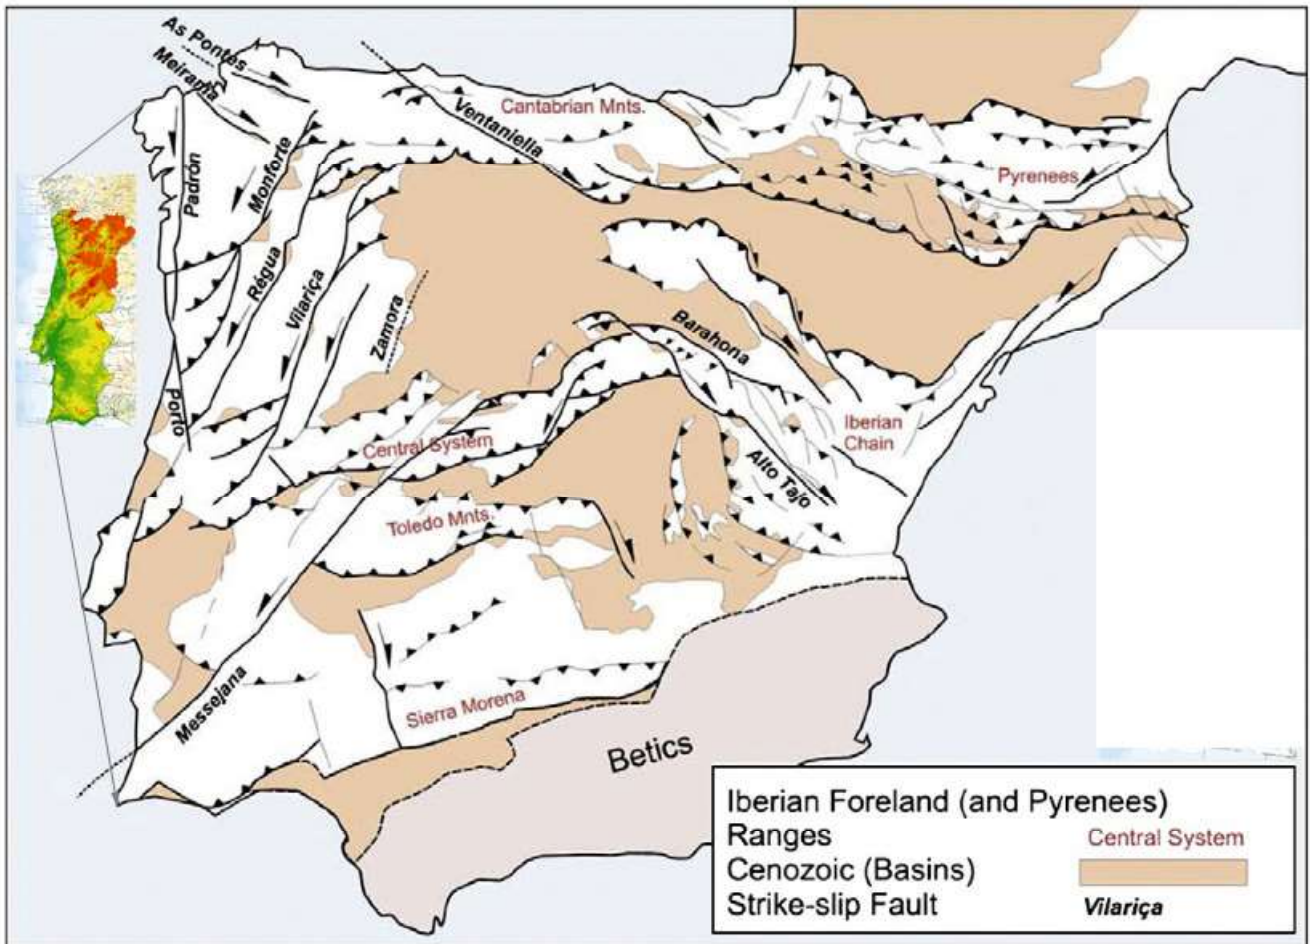 As Pontes
Meirama
Cantabrian Mnts.
Ventaniella
Monforte
Padrón
Pyrenees
Régua
Vilariça
Zamora
Barahona
Porto
Iberian
Chain
Central System
Alto Tajo
Toledo Mnts.
Messejana
Sierra Morena
Betics
Iberian Foreland (and Pyrenees)
Ranges
Central System
Cenozoic (Basins)
Strike-slip Fault
Vilariça